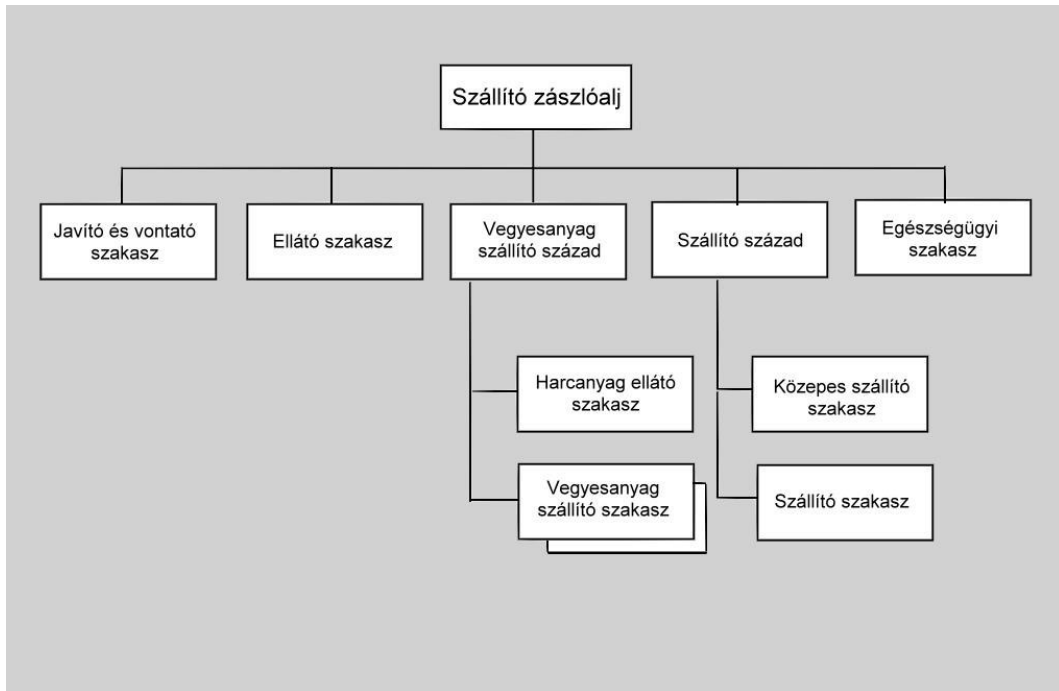 Szállító zászlóalj
Javító és vontató
szakasz
Ellátó szakasz
Vegyesanyag
szállító század
Szállító század
Egészségügyi
szakasz
Harcanyag ellátó
szakasz
Közepes szállító
szakasz
Vegyesanyag
szállító szakasz
Szállító szakasz